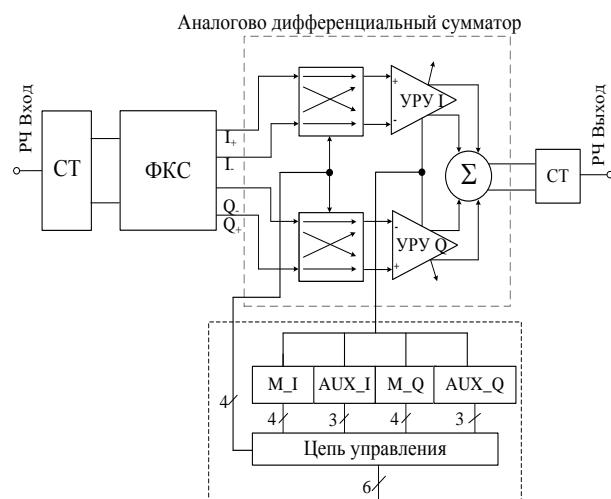 Аналогово дифференциальный сумматор
РЧ Вход
СТ
ФКС
I+
I-
Q-
Q+
+
-
УРУ I
-
+
УРУ Q
Σ
СТ
РЧ Выход
M_I
AUX_I
M_Q
AUX_Q
4
4
3
4
3
Цепь управления
6